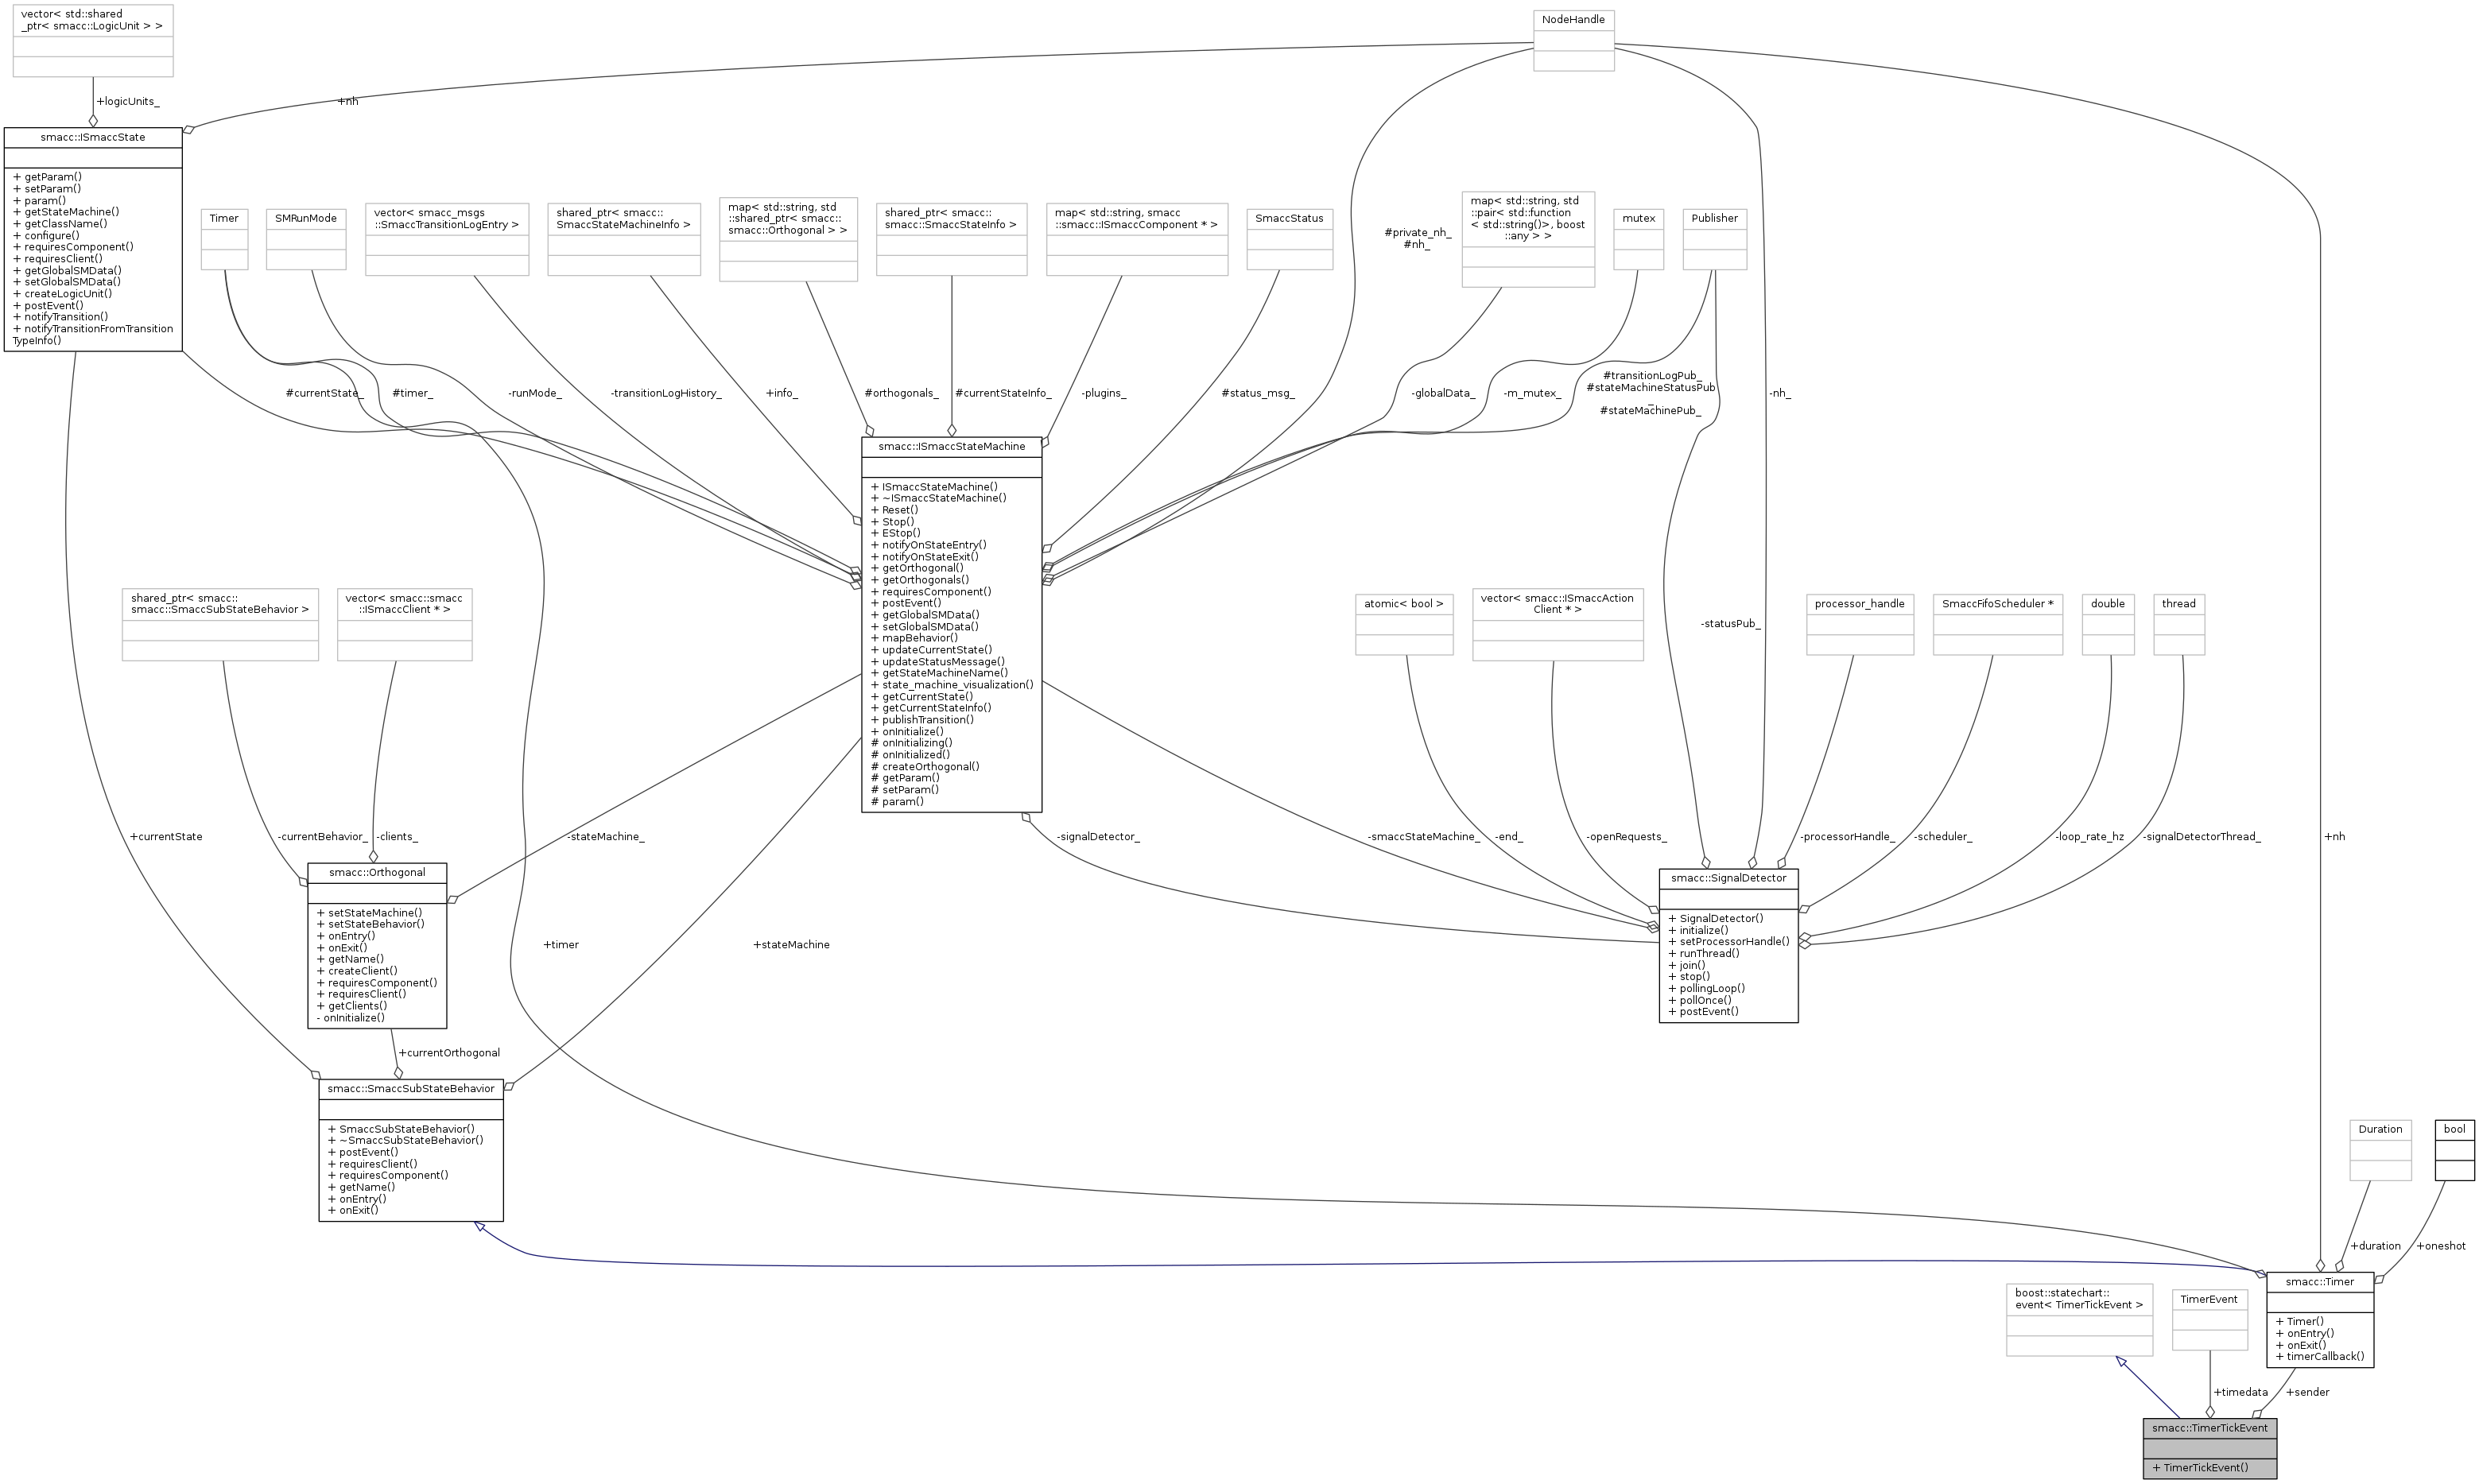 vector< std::shared
_ptr< smacc::LogicUnit > >
NodeHandle
+logicUnits_
+nh
smacc::ISmaccState
+ getParam()
+ setParam()
+ param()
+ getStateMachine()
+ getClassName()
+ configure()
+ requiresComponent()
+ requiresClient()
+ getGlobalSMData()
+ setGlobalSMData()
+ createLogicUnit()
+ postEvent()
+ notifyTransition()
+ notifyTransitionFromTransition
TypeInfo()
Timer
SMRunMode
vector< smacc_msgs
::SmaccTransitionLogEntry >
shared_ptr< smacc::
SmaccStateMachineInfo >
map< std::string, std
::shared_ptr< smacc::
smacc::Orthogonal > >
shared_ptr< smacc::
smacc::SmaccStateInfo >
map< std::string, smacc
::smacc::ISmaccComponent * >
SmaccStatus
#private_nh_
#nh_
map< std::string, std
::pair< std::function
< std::string()>, boost
::any > >
mutex
Publisher
#currentState_
#timer_
-runMode_
-transitionLogHistory_
+info_
#orthogonals_
#currentStateInfo_
-plugins_
#status_msg_
-globalData_
-m_mutex_
#transitionLogPub_
#stateMachineStatusPub
_
#stateMachinePub_
-nh_
smacc::ISmaccStateMachine
+ ISmaccStateMachine()
+ ~ISmaccStateMachine()
+ Reset()
+ Stop()
+ EStop()
+ notifyOnStateEntry()
+ notifyOnStateExit()
+ getOrthogonal()
+ getOrthogonals()
+ requiresComponent()
+ postEvent()
+ getGlobalSMData()
+ setGlobalSMData()
+ mapBehavior()
+ updateCurrentState()
+ updateStatusMessage()
+ getStateMachineName()
+ state_machine_visualization()
+ getCurrentState()
+ getCurrentStateInfo()
+ publishTransition()
+ onInitialize()
# onInitializing()
# onInitialized()
# createOrthogonal()
# getParam()
# setParam()
# param()
shared_ptr< smacc::
smacc::SmaccSubStateBehavior >
vector< smacc::smacc
::ISmaccClient * >
atomic< bool >
vector< smacc::ISmaccAction
Client * >
-statusPub_
processor_handle
SmaccFifoScheduler *
double
thread
+currentState
-currentBehavior_
-clients_
-stateMachine_
-signalDetector_
-smaccStateMachine_
-end_
-openRequests_
-processorHandle_
-scheduler_
-loop_rate_hz
-signalDetectorThread_
+nh
smacc::Orthogonal
+ setStateMachine()
+ setStateBehavior()
+ onEntry()
+ onExit()
+ getName()
+ createClient()
+ requiresComponent()
+ requiresClient()
+ getClients()
- onInitialize()
+timer
+stateMachine
smacc::SignalDetector
+ SignalDetector()
+ initialize()
+ setProcessorHandle()
+ runThread()
+ join()
+ stop()
+ pollingLoop()
+ pollOnce()
+ postEvent()
+currentOrthogonal
smacc::SmaccSubStateBehavior
+ SmaccSubStateBehavior()
+ ~SmaccSubStateBehavior()
+ postEvent()
+ requiresClient()
+ requiresComponent()
+ getName()
+ onEntry()
+ onExit()
Duration
bool
+duration
+oneshot
boost::statechart::
event< TimerTickEvent >
TimerEvent
smacc::Timer
+ Timer()
+ onEntry()
+ onExit()
+ timerCallback()
+timedata
+sender
smacc::TimerTickEvent
+ TimerTickEvent()